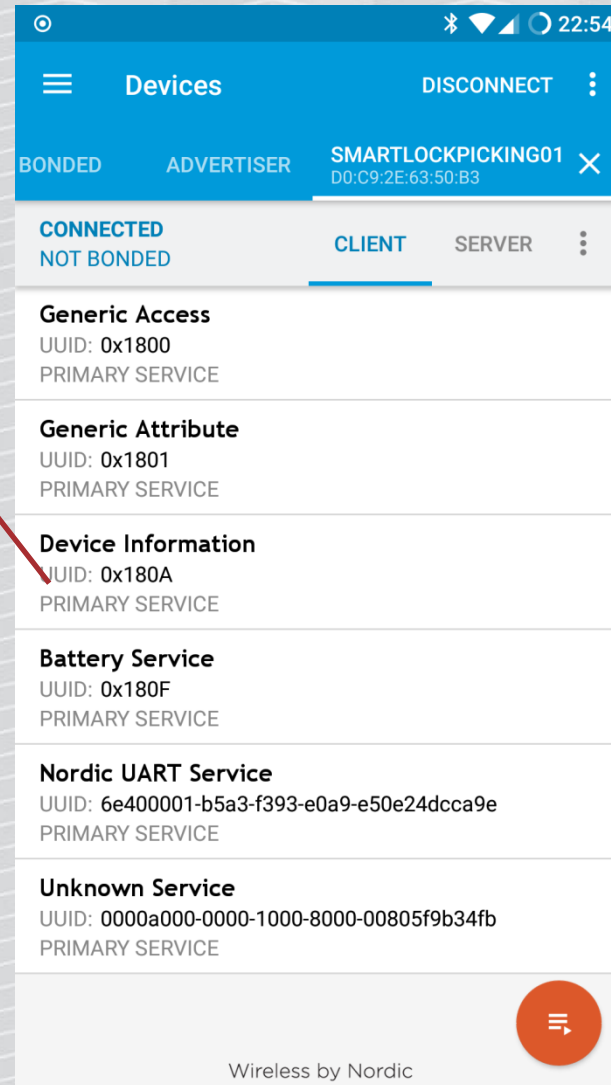 22:54
Devices
DISCONNECT
BONDED
ADVERTISER
SMARTLOCKPICKING01
D0:C9:2E:63:50:B3
CONNECTED
NOT BONDED
CLIENT
SERVER
Generic Access
UUID: 0x1800
PRIMARY SERVICE
Generic Attribute
UUID: 0x1801
PRIMARY SERVICE
Device Information
UUID: 0x180A
PRIMARY SERVICE
Battery Service
UUID: 0x180F
PRIMARY SERVICE
Nordic UART Service
UUID: 6e400001-b5a3-f393-e0a9-e50e24dcca9e
PRIMARY SERVICE
Unknown Service
UUID: 0000a000-0000-1000-8000-00805f9b34fb
PRIMARY SERVICE
Wireless by Nordic